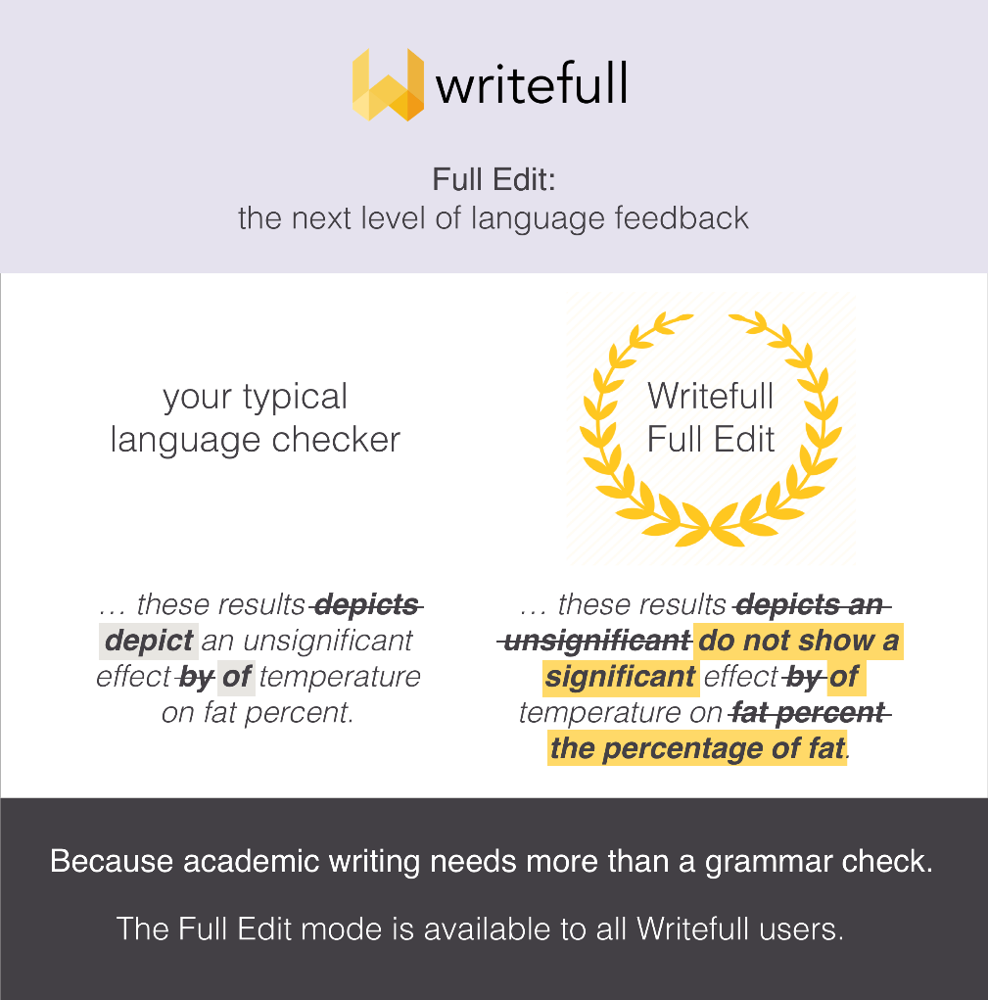 writefull
Full Edit:
the next level of language feedback
your typical
language checker
Writefull
Full Edit
... these results depicts
depict an unsignificant
effect by of temperature
on fat percent.
... these results depicts an
unsignificant do not show a
significant effect by of
temperature on fat percent
the percentage of fat.
Because academic writing needs more than a grammar check.
The Full Edit mode is available to all Writefull users.